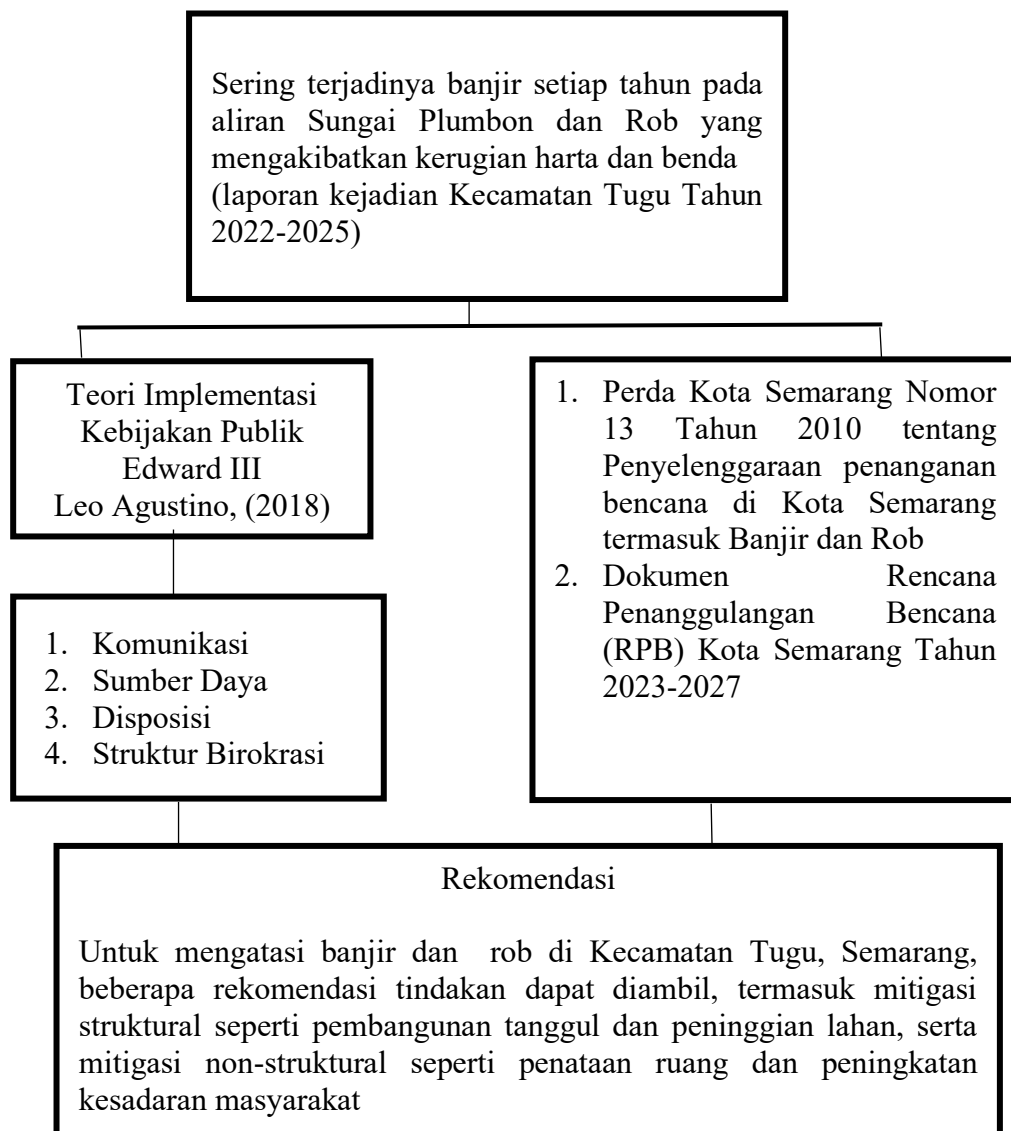 Sering terjadinya banjir setiap tahun pada
aliran Sungai Plumbon dan Rob yang
mengakibatkan kerugian harta dan benda
(laporan kejadian Kecamatan Tugu Tahun
2022-2025)
Teori Implementasi
Kebijakan Publik
Edward III
Leo Agustino, (2018)
1. Komunikasi
2. Sumber Daya
3. Disposisi
4. Struktur Birokrasi
1. Perda Kota Semarang Nomor
13 Tahun 2010 tentang
Penyelenggaraan penanganan
bencana di Kota Semarang
termasuk Banjir dan Rob
2. Dokumen Rencana
Penanggulangan Bencana
(RPB) Kota Semarang Tahun
2023-2027
Rekomendasi
Untuk mengatasi banjir dan rob di Kecamatan Tugu, Semarang,
beberapa rekomendasi tindakan dapat diambil, termasuk mitigasi
struktural seperti pembangunan tanggul dan peninggian lahan, serta
mitigasi non-struktural seperti penataan ruang dan peningkatan
kesadaran masyarakat